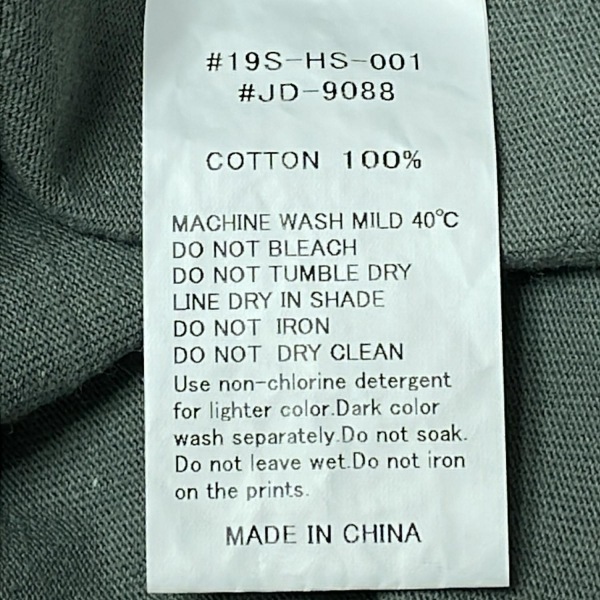 #19S-HS-001
#JD-9088
COTTON 100%
MACHINE WASH MILD 40℃
DO NOT BLEACH
DO NOT TUMBLE DRY
LINE DRY IN SHADE
DO NOT IRON
DO NOT DRY CLEAN
Use non-chlorine detergent
for lighter color.Dark color
wash separately.Do not soak.
Do not leave wet.Do not iron
on the prints.
MADE IN CHINA